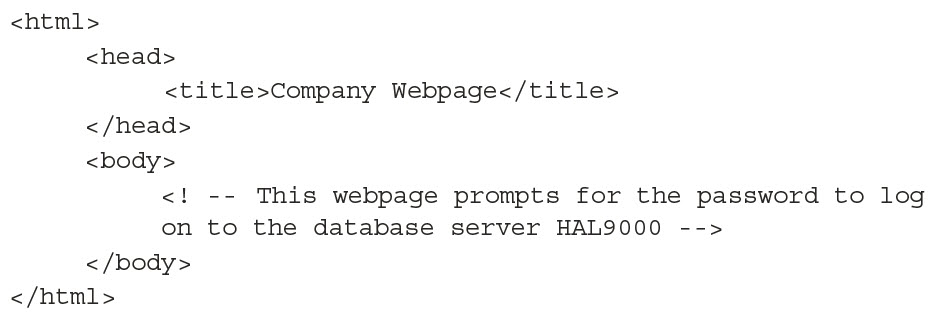 <html>
<head>
<title>Company Webpage</title>
</head>
<body>
<! -- This webpage prompts for the password to log
on to the database server HAL9000 -->
</body>
</html>